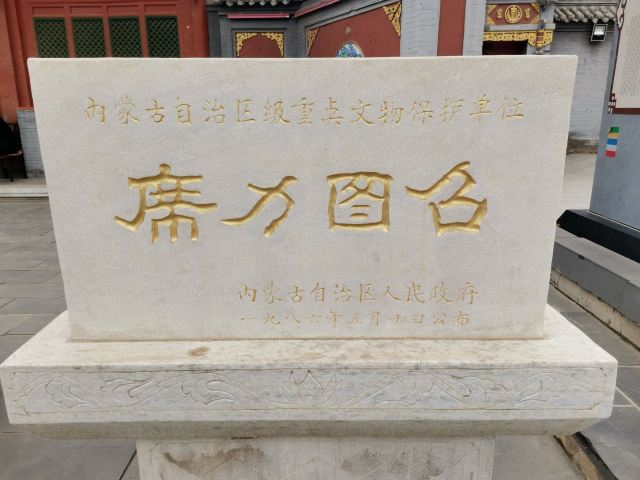 内蒙古自治区级重点文物保护单位
席力图召
内蒙古自治区人民政府
一九八六年五月十日公布